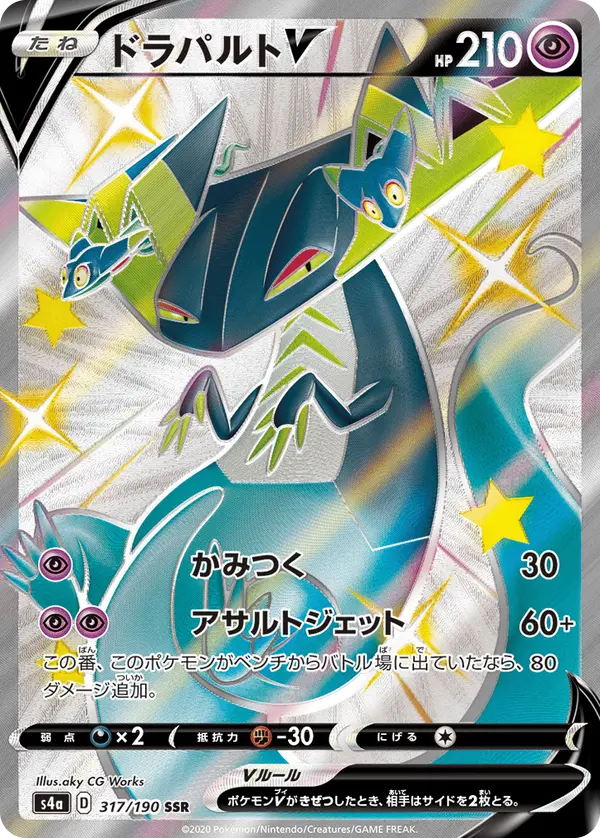 たね ドラパルトV HP210
かみつく 30
アサルトジェット 60+
この番、このポケモンがベンチからバトル場に出ていたなら、80
ダメージ追加。
弱点 ×2 抵抗力 -30 にげる
Illus.aky CG Works
Vルール
s4a D 317/190 SSR ポケモンVがきぜつしたとき、相手はサイドを2枚とる。
©2020 Pokémon/Nintendo/Creatures/GAME FREAK.